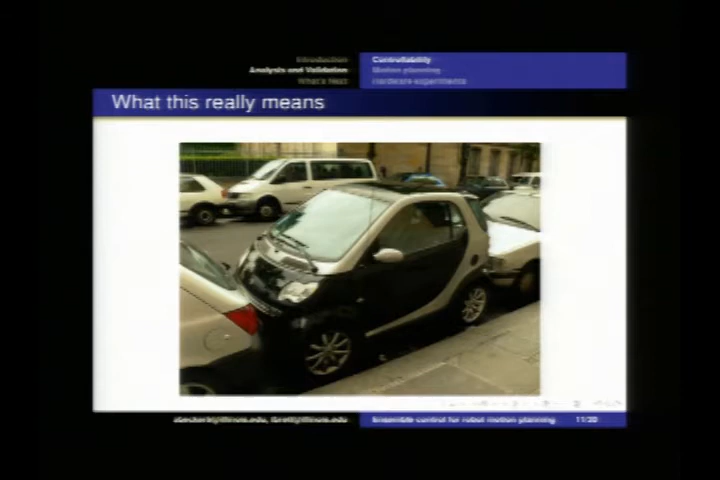 Introduction
Analysis and Validation
What's Next
Controllability
Motion planning
Hardware experiments
What this really means
Ensemble control for robot motion planning
11/20